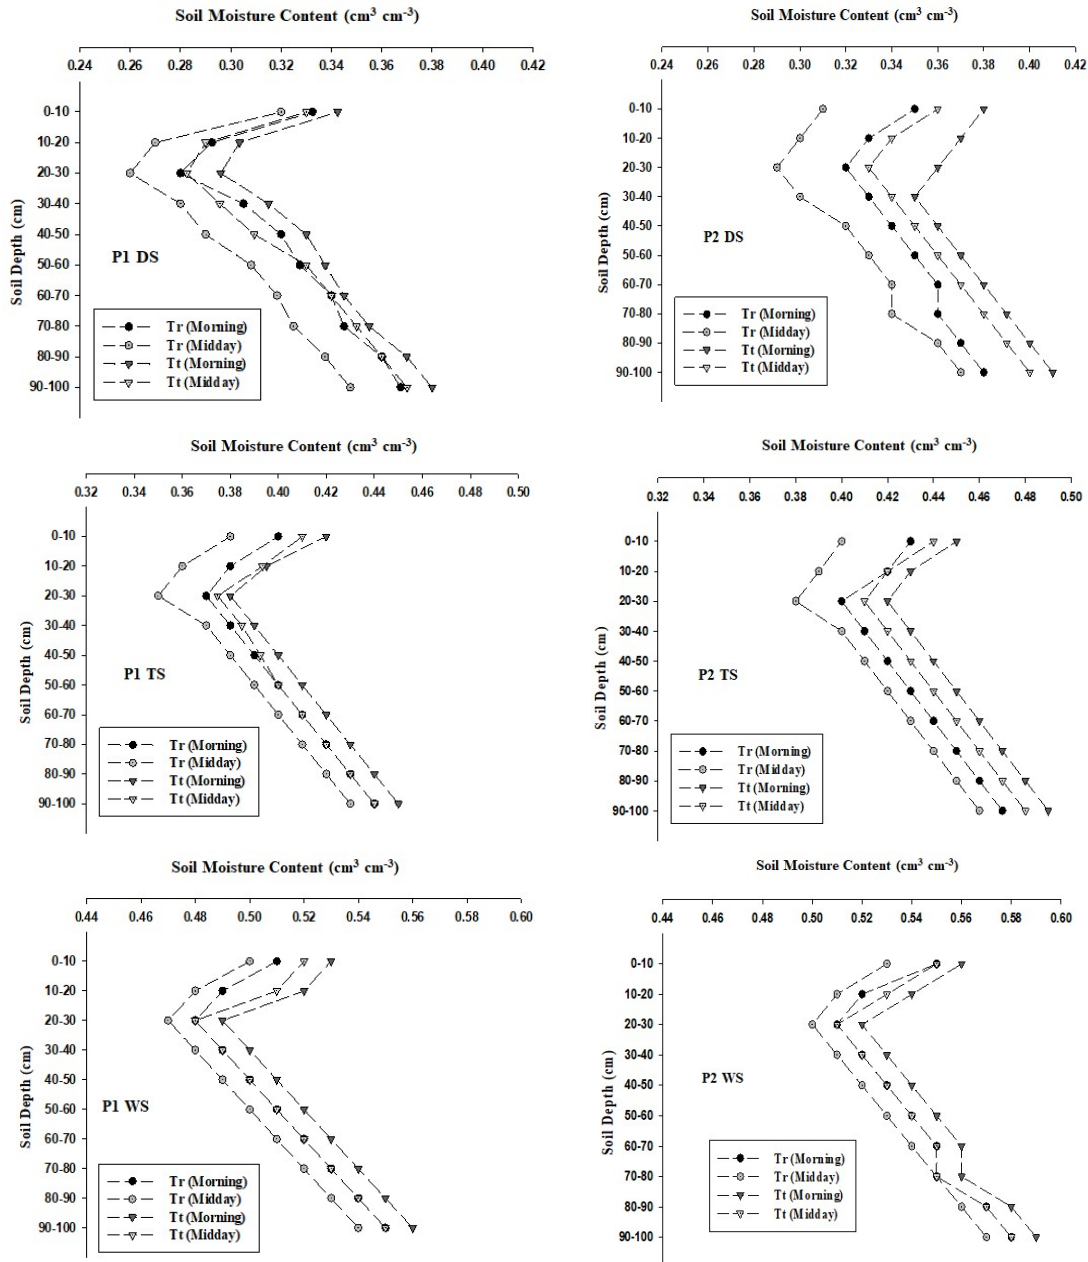 Soil Moisture Content (cm³ cm⁻³)
0.24 0.26 0.28 0.30 0.32 0.34 0.36 0.38 0.40 0.42
Soil Depth (cm)
0-10
10-20
20-30
30-40
40-50
50-60
60-70
70-80
80-90
90-100
P1 DS
Tr (Morning)
Tr (Midday)
Tt (Morning)
Tt (Midday)
Soil Moisture Content (cm³ cm⁻³)
0.24 0.26 0.28 0.30 0.32 0.34 0.36 0.38 0.40 0.42
Soil Depth (cm)
0-10
10-20
20-30
30-40
40-50
50-60
60-70
70-80
80-90
90-100
P2 DS
Tr (Morning)
Tr (Midday)
Tt (Morning)
Tt (Midday)
Soil Moisture Content (cm³ cm⁻³)
0.32 0.34 0.36 0.38 0.40 0.42 0.44 0.46 0.48 0.50
Soil Depth (cm)
0-10
10-20
20-30
30-40
40-50
50-60
60-70
70-80
80-90
90-100
P1 TS
Tr (Morning)
Tr (Midday)
Tt (Morning)
Tt (Midday)
Soil Moisture Content (cm³ cm⁻³)
0.32 0.34 0.36 0.38 0.40 0.42 0.44 0.46 0.48 0.50
Soil Depth (cm)
0-10
10-20
20-30
30-40
40-50
50-60
60-70
70-80
80-90
90-100
P2 TS
Tr (Morning)
Tr (Midday)
Tt (Morning)
Tt (Midday)
Soil Moisture Content (cm³ cm⁻³)
0.44 0.46 0.48 0.50 0.52 0.54 0.56 0.58 0.60
Soil Depth (cm)
0-10
10-20
20-30
30-40
40-50
50-60
60-70
70-80
80-90
90-100
P1 WS
Tr (Morning)
Tr (Midday)
Tt (Morning)
Tt (Midday)
Soil Moisture Content (cm³ cm⁻³)
0.44 0.46 0.48 0.50 0.52 0.54 0.56 0.58 0.60
Soil Depth (cm)
0-10
10-20
20-30
30-40
40-50
50-60
60-70
70-80
80-90
90-100
P2 WS
Tr (Morning)
Tr (Midday)
Tt (Morning)
Tt (Midday)